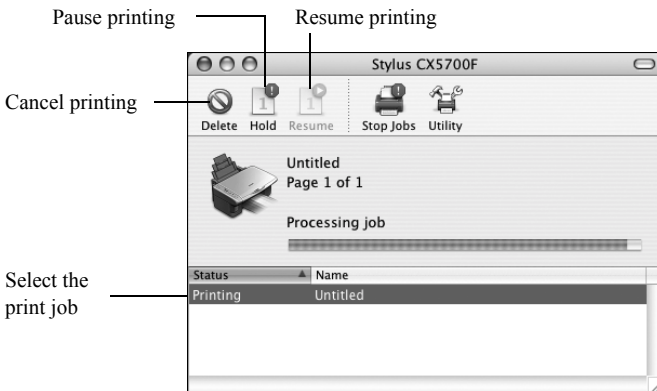 Pause printing
Resume printing
Stylus CX5700F
Cancel printing
Delete
Hold
Resume
Stop Jobs
Utility
Untitled
Page 1 of 1
Processing job
Select the
print job
Status
Name
Printing
Untitled